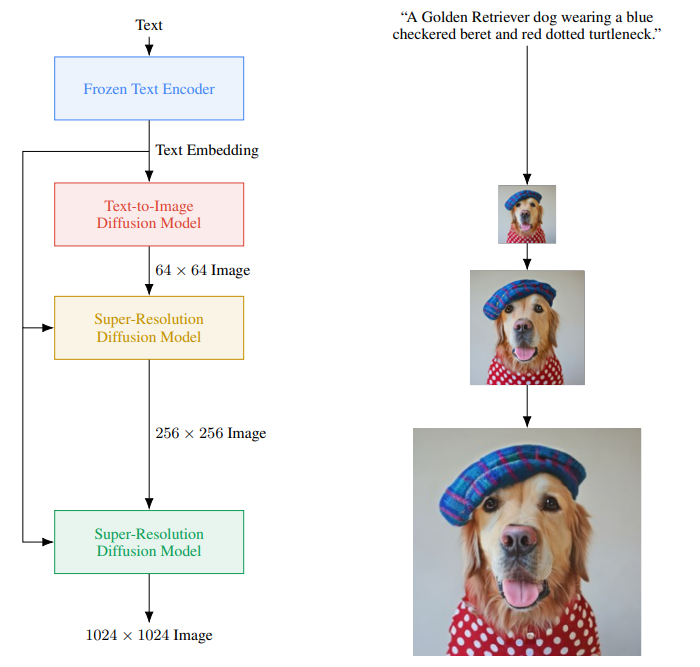 Text
Frozen Text Encoder
Text Embedding
Text-to-Image
Diffusion Model
64 × 64 Image
Super-Resolution
Diffusion Model
256 × 256 Image
Super-Resolution
Diffusion Model
1024 × 1024 Image
“A Golden Retriever dog wearing a blue
checkered beret and red dotted turtleneck.”